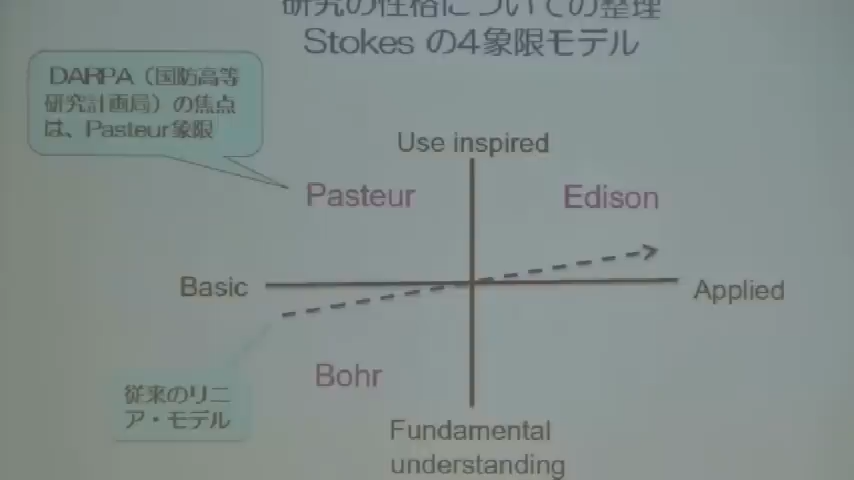 研究の性格についての整理
Stokes の4象限モデル
DARPA（国防高等
研究計画局）の焦点
は、Pasteur象限
Use inspired
Pasteur
Edison
Basic
Applied
Bohr
従来のリニ
ア・モデル
Fundamental
understanding